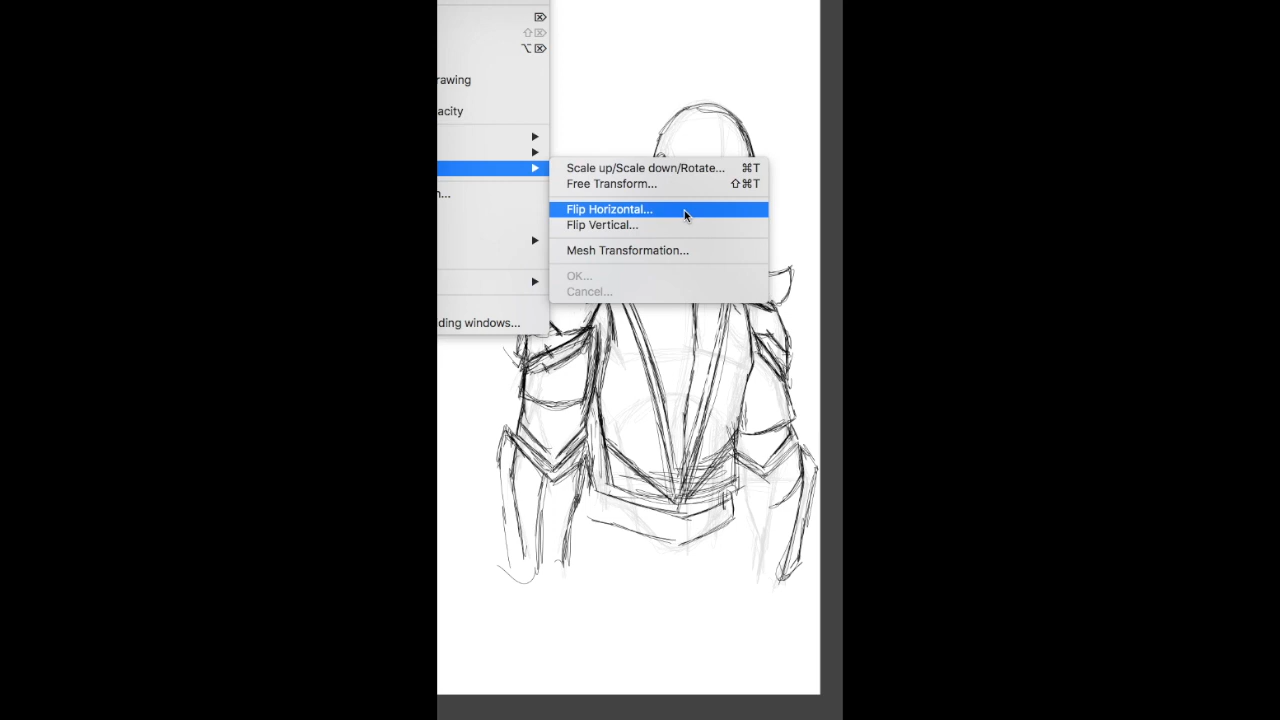 rawing
acity
Scale up/Scale down/Rotate... ⌘T
Free Transform... ⇧⌘T
n...
Flip Horizontal...
Flip Vertical...
Mesh Transformation...
OK...
Cancel...
ding windows...